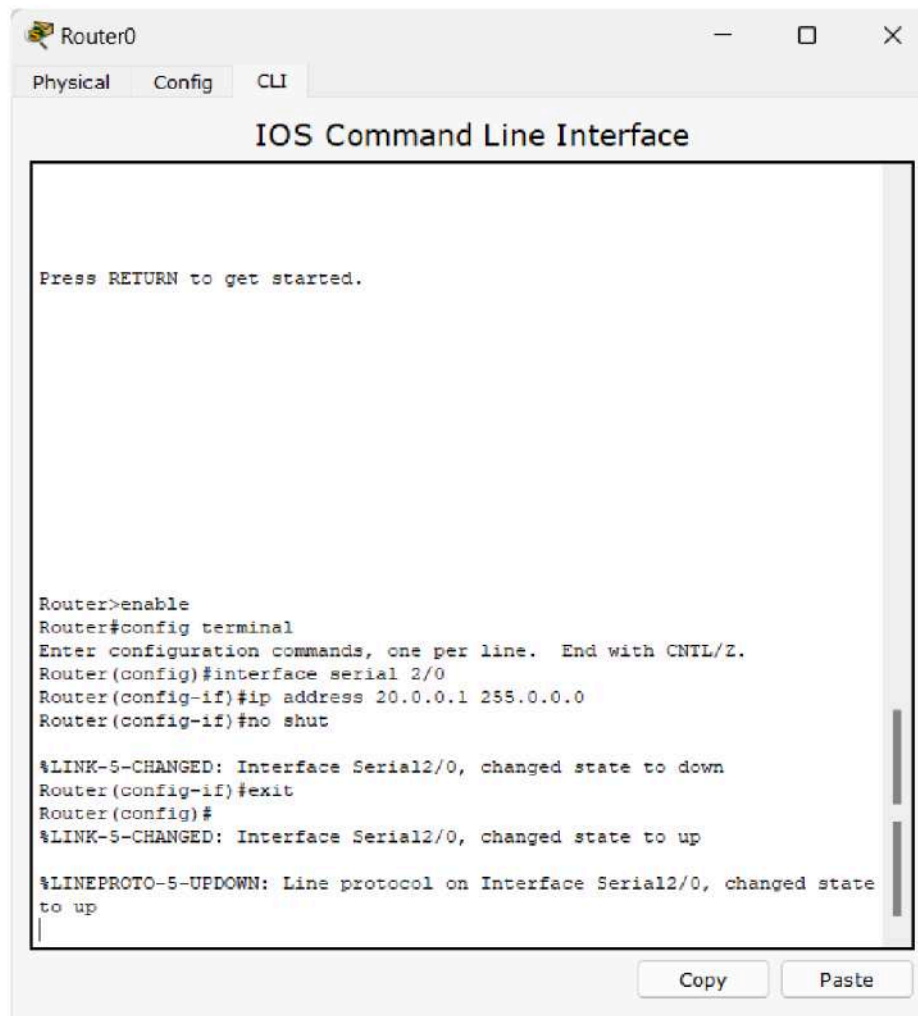 Router0
Physical Config CLI
IOS Command Line Interface
Press RETURN to get started.
Router>enable
Router#config terminal
Enter configuration commands, one per line.  End with CNTL/Z.
Router(config)#interface serial 2/0
Router(config-if)#ip address 20.0.0.1 255.0.0.0
Router(config-if)#no shut
%LINK-5-CHANGED: Interface Serial2/0, changed state to down
Router(config-if)#exit
Router(config)#
%LINK-5-CHANGED: Interface Serial2/0, changed state to up
%LINEPROTO-5-UPDOWN: Line protocol on Interface Serial2/0, changed state
to up
Copy Paste